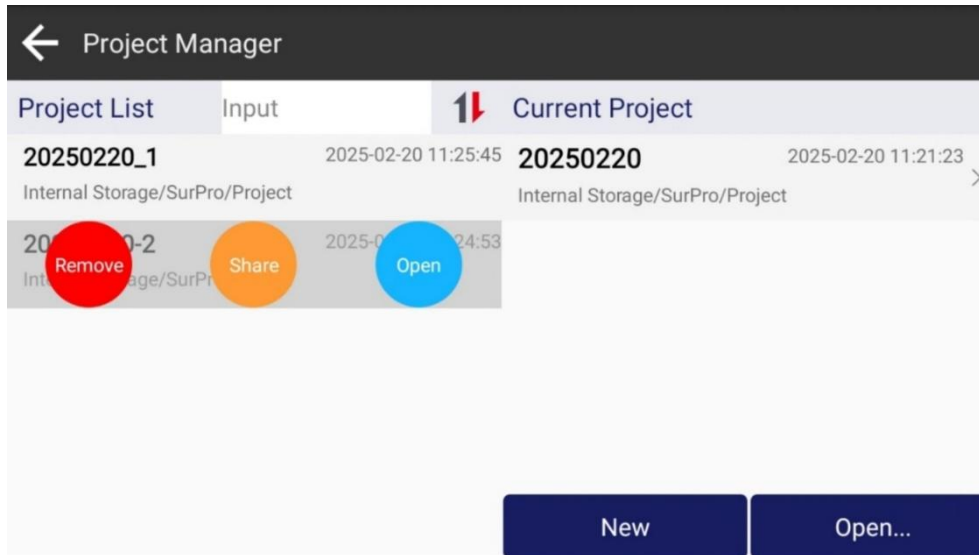 Project Manager
Project List Input Current Project
20250220_1 2025-02-20 11:25:45
Internal Storage/SurPro/Project
Remove Share Open
20250220 2025-02-20 11:21:23
Internal Storage/SurPro/Project
New Open...